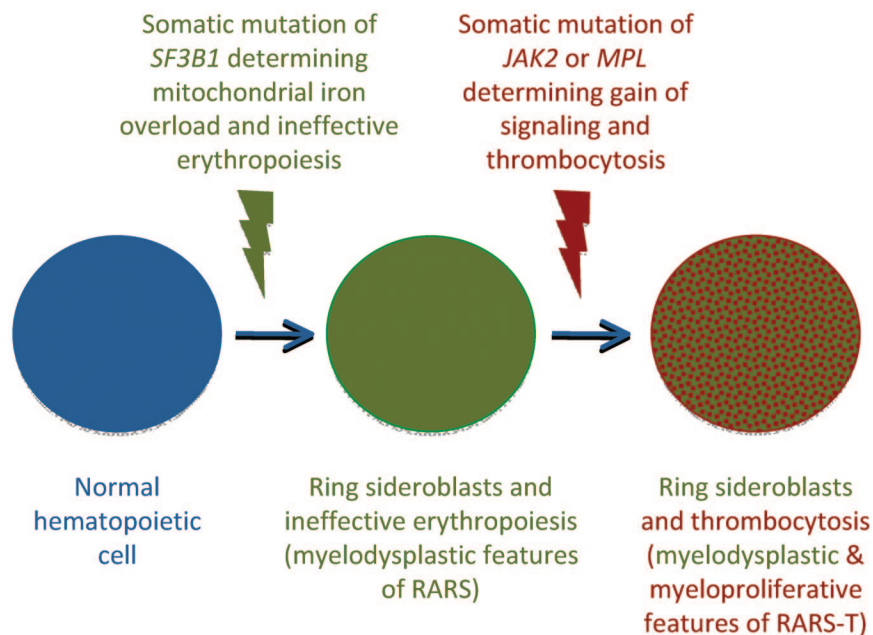 Somatic mutation of
SF3B1 determining
mitochondrial iron
overload and ineffective
erythropoiesis
Somatic mutation of
JAK2 or MPL
determining gain of
signaling and
thrombocytosis
Normal
hematopoietic
cell
Ring sideroblasts and
ineffective erythropoiesis
(myelodysplastic features
of RARS)
Ring sideroblasts
and thrombocytosis
(myelodysplastic &
myeloproliferative
features of RARS-T)